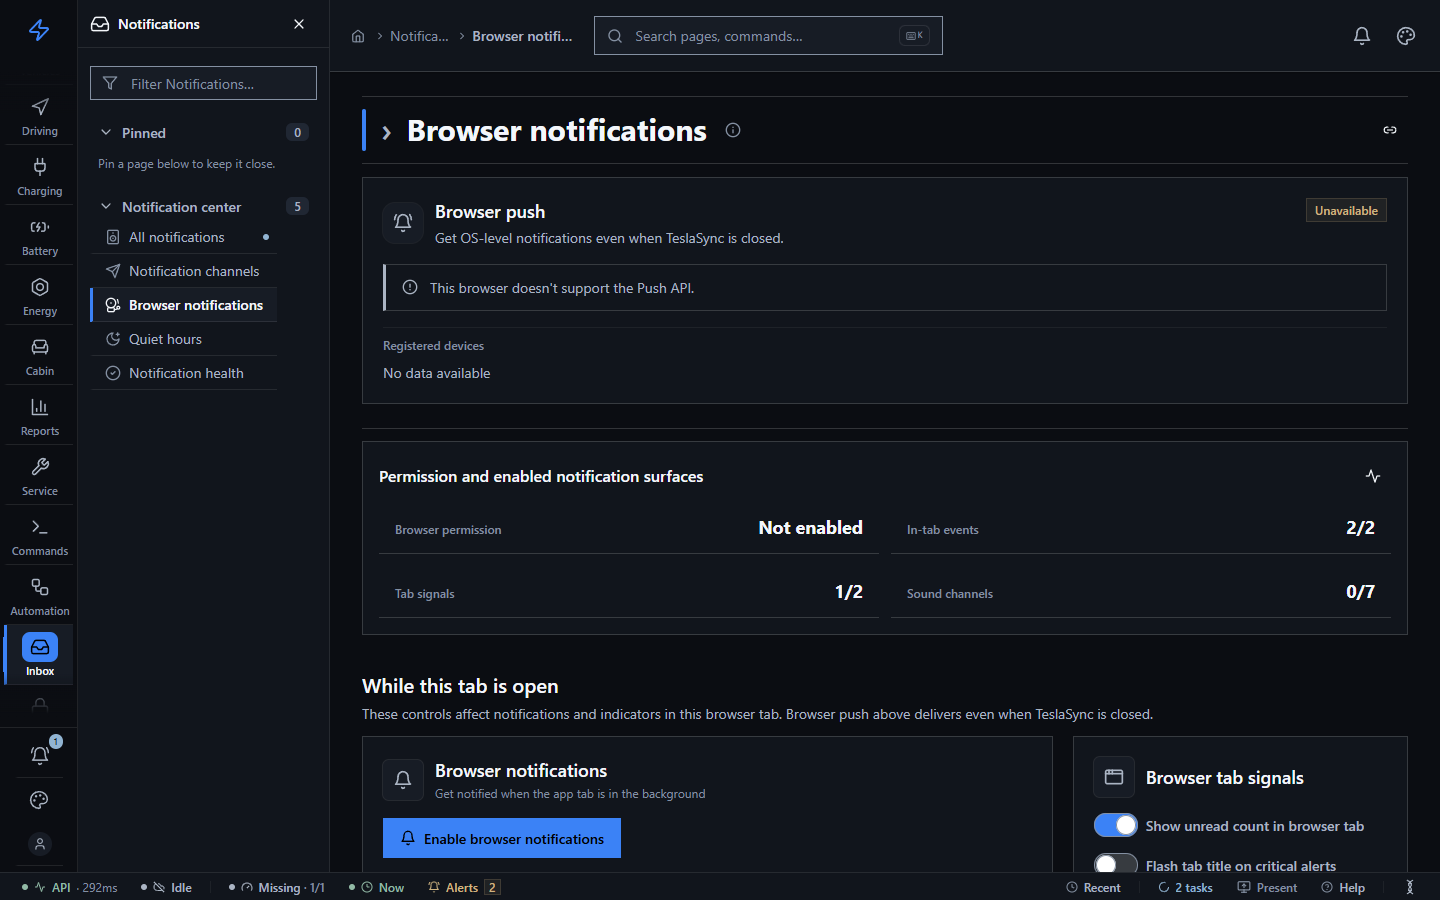 Notifications
Notifica...
Browser notifi...
Search pages, commands...
K
Filter Notifications...
Driving
Pinned
0
Browser notifications
Pin a page below to keep it close.
Charging
Notification center
5
Browser push
Unavailable
All notifications
Get OS-level notifications even when TeslaSync is closed.
Battery
Notification channels
This browser doesn't support the Push API.
Browser notifications
Energy
Quiet hours
Registered devices
Cabin
Notification health
No data available
Reports
Permission and enabled notification surfaces
Service
Browser permission
Not enabled
In-tab events
2/2
Commands
Tab signals
1/2
Sound channels
0/7
Automation
Inbox
While this tab is open
These controls affect notifications and indicators in this browser tab. Browser push above delivers even when TeslaSync is closed.
1
Browser notifications
Get notified when the app tab is in the background
Browser tab signals
Show unread count in browser tab
Enable browser notifications
Flash tab title on critical alerts
API · 292ms
Idle
Missing · 1/1
Now
Alerts 2
Recent
2 tasks
Present
Help